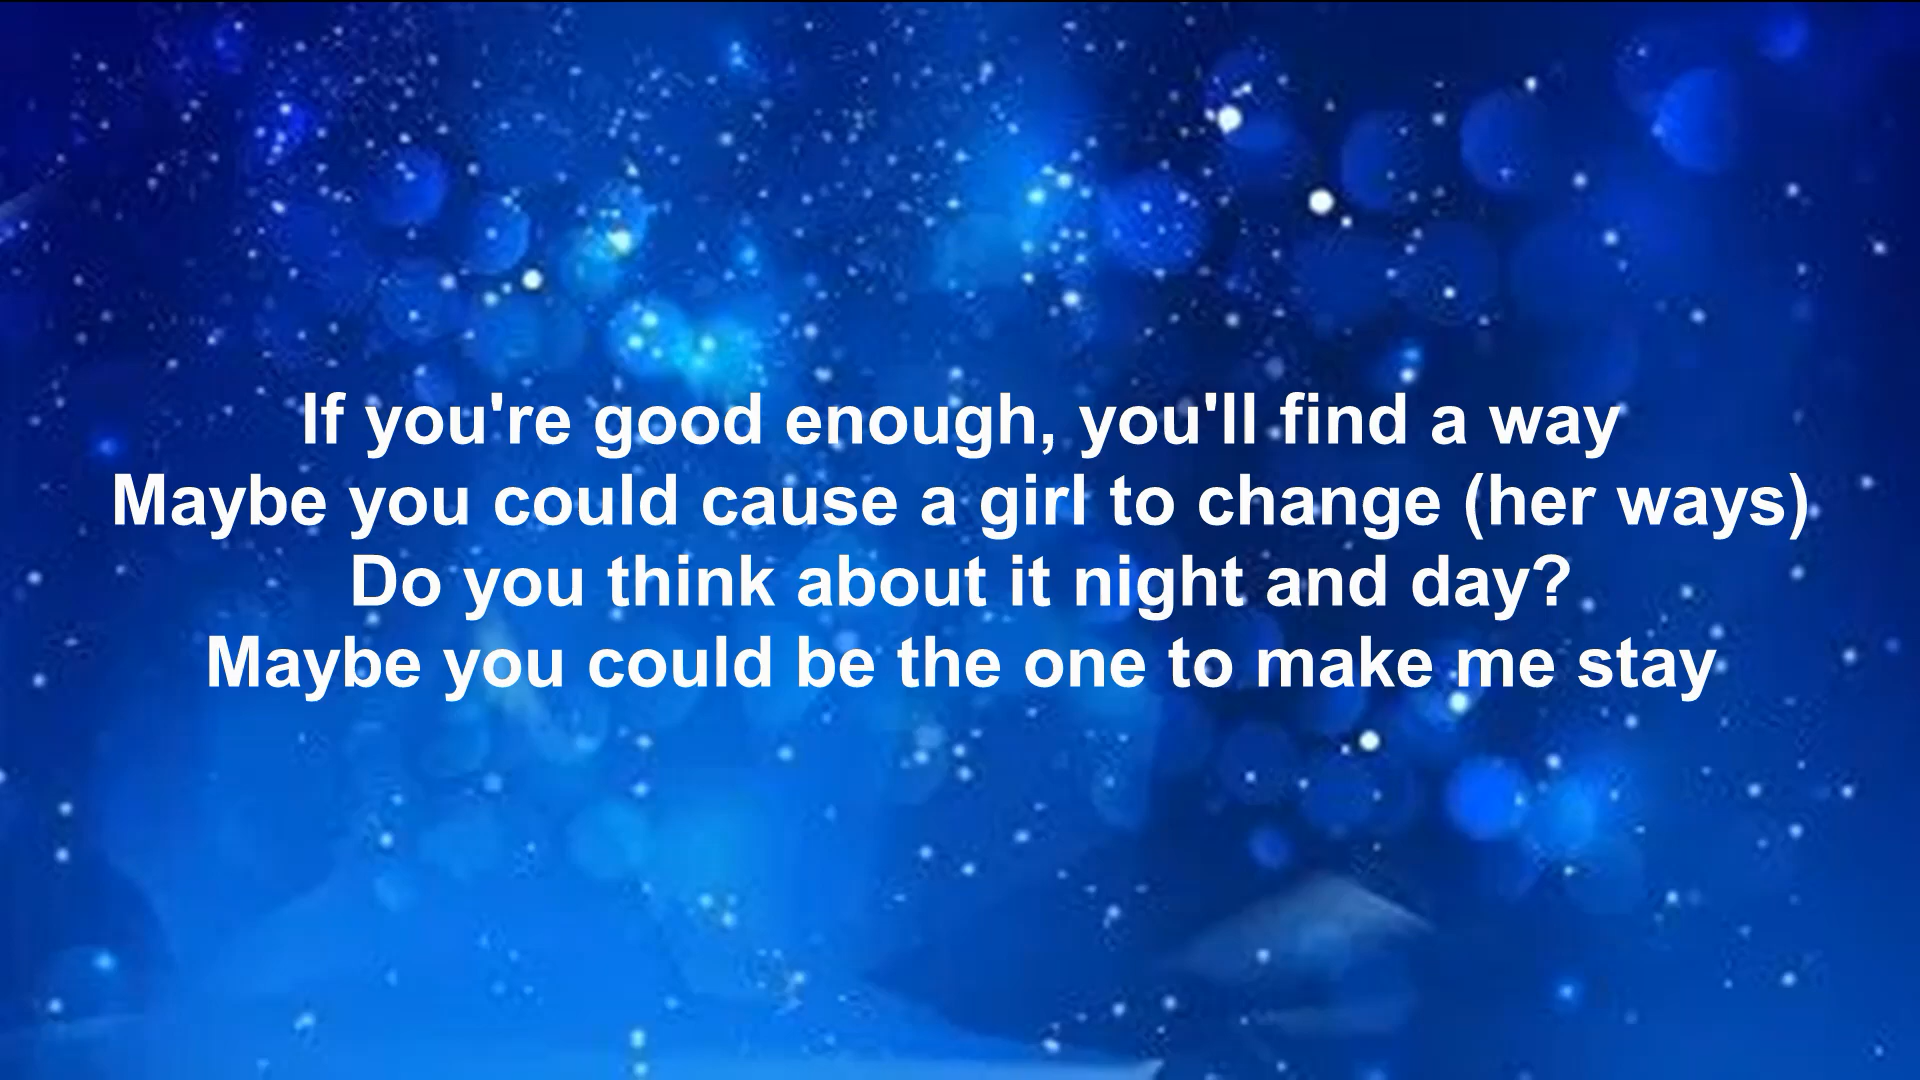 If you're good enough, you'll find a way
Maybe you could cause a girl to change (her ways)
Do you think about it night and day?
Maybe you could be the one to make me stay